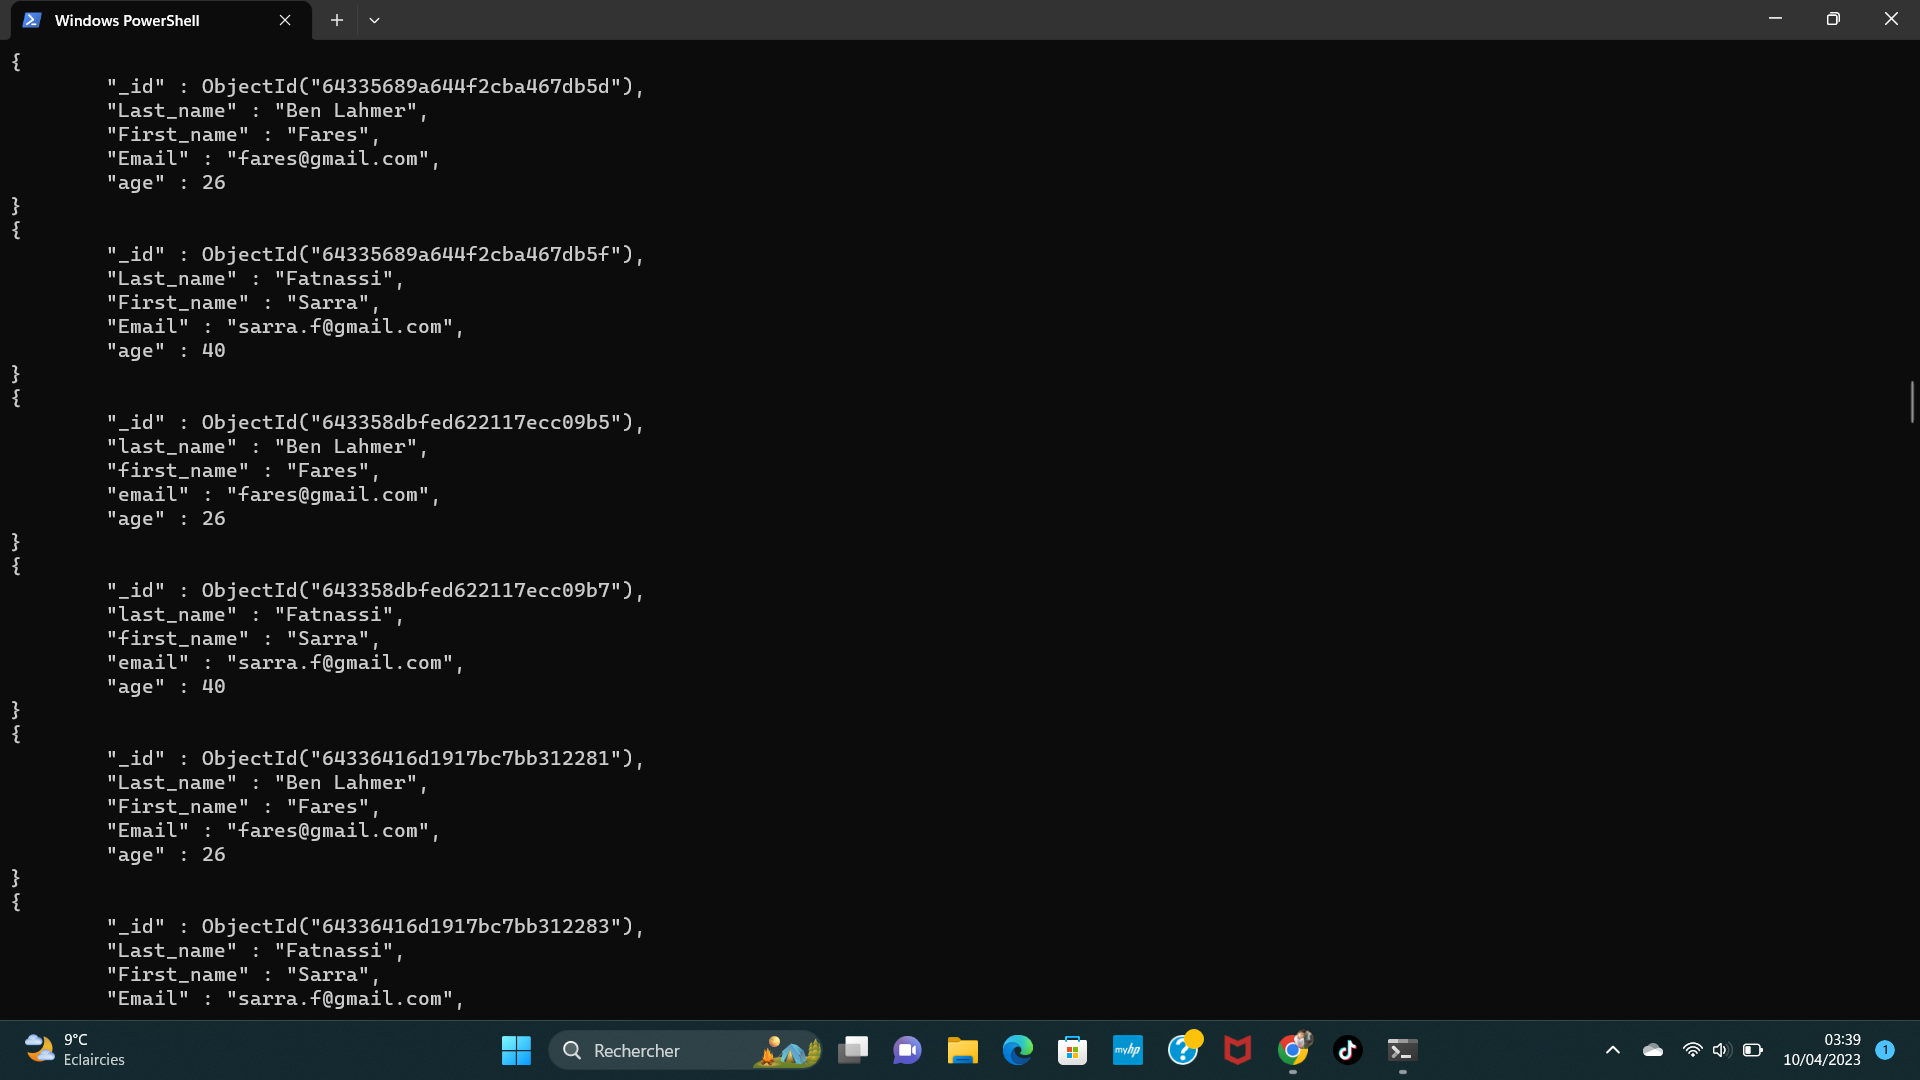 Windows PowerShell
{
"_id" : ObjectId("64335689a644f2cba467db5d"),
"Last_name" : "Ben Lahmer",
"First_name" : "Fares",
"Email" : "fares@gmail.com",
"age" : 26
}
{
"_id" : ObjectId("64335689a644f2cba467db5f"),
"Last_name" : "Fatnassi",
"First_name" : "Sarra",
"Email" : "sarra.f@gmail.com",
"age" : 40
}
{
"_id" : ObjectId("643358dbfed622117ecc09b5"),
"last_name" : "Ben Lahmer",
"first_name" : "Fares",
"email" : "fares@gmail.com",
"age" : 26
}
{
"_id" : ObjectId("643358dbfed622117ecc09b7"),
"last_name" : "Fatnassi",
"first_name" : "Sarra",
"email" : "sarra.f@gmail.com",
"age" : 40
}
{
"_id" : ObjectId("64336416d1917bc7bb312281"),
"Last_name" : "Ben Lahmer",
"First_name" : "Fares",
"Email" : "fares@gmail.com",
"age" : 26
}
{
"_id" : ObjectId("64336416d1917bc7bb312283"),
"Last_name" : "Fatnassi",
"First_name" : "Sarra",
"Email" : "sarra.f@gmail.com",
9°C
Eclaircies
Rechercher
myhp
03:39
10/04/2023
1